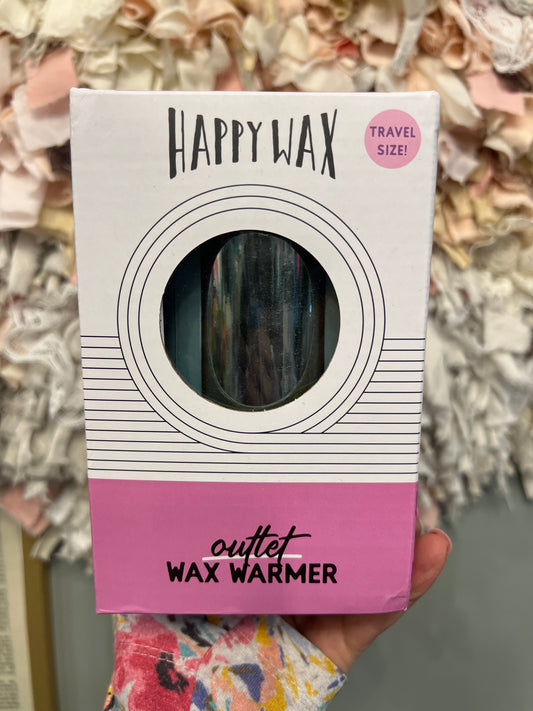 HAPPY WAX
TRAVEL
SIZE!
outlet
WAX WARMER